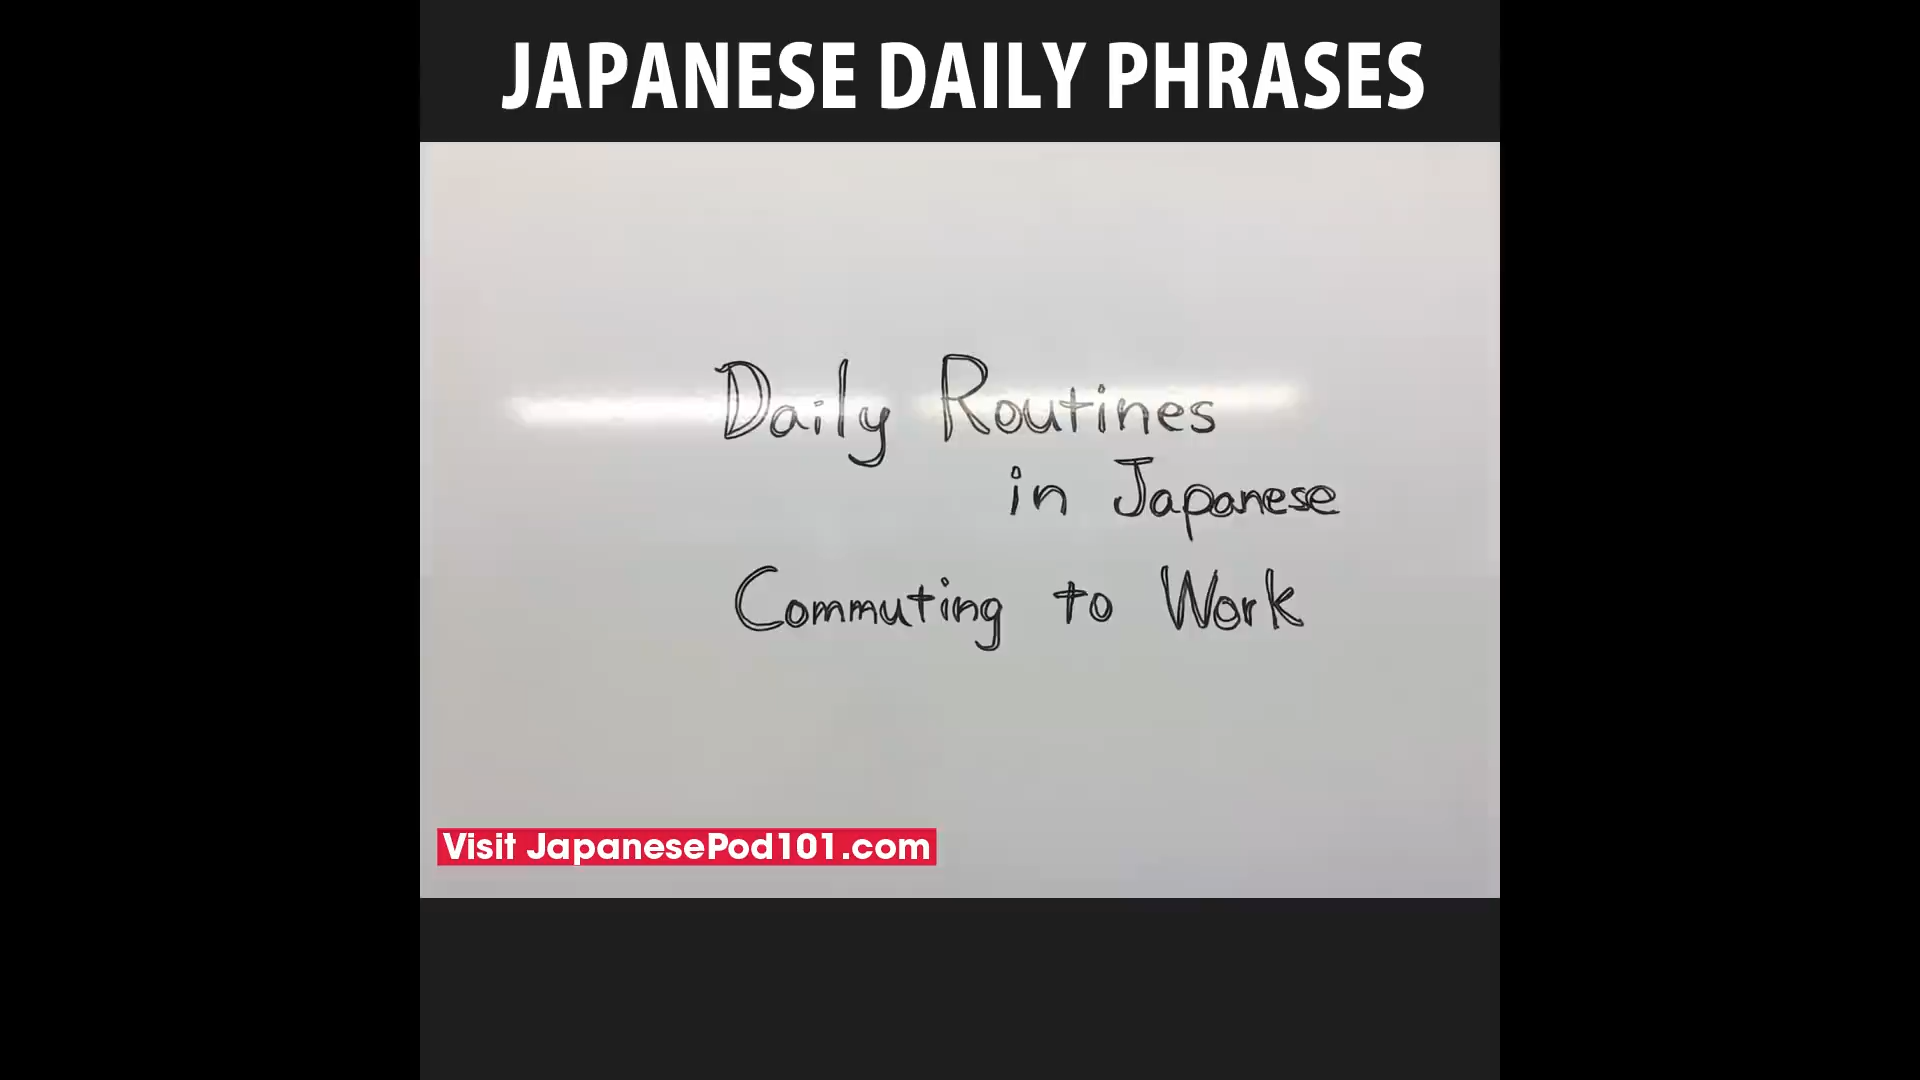 JAPANESE DAILY PHRASES
Daily Routines
in Japanese
Commuting to Work
Visit JapanesePod101.com